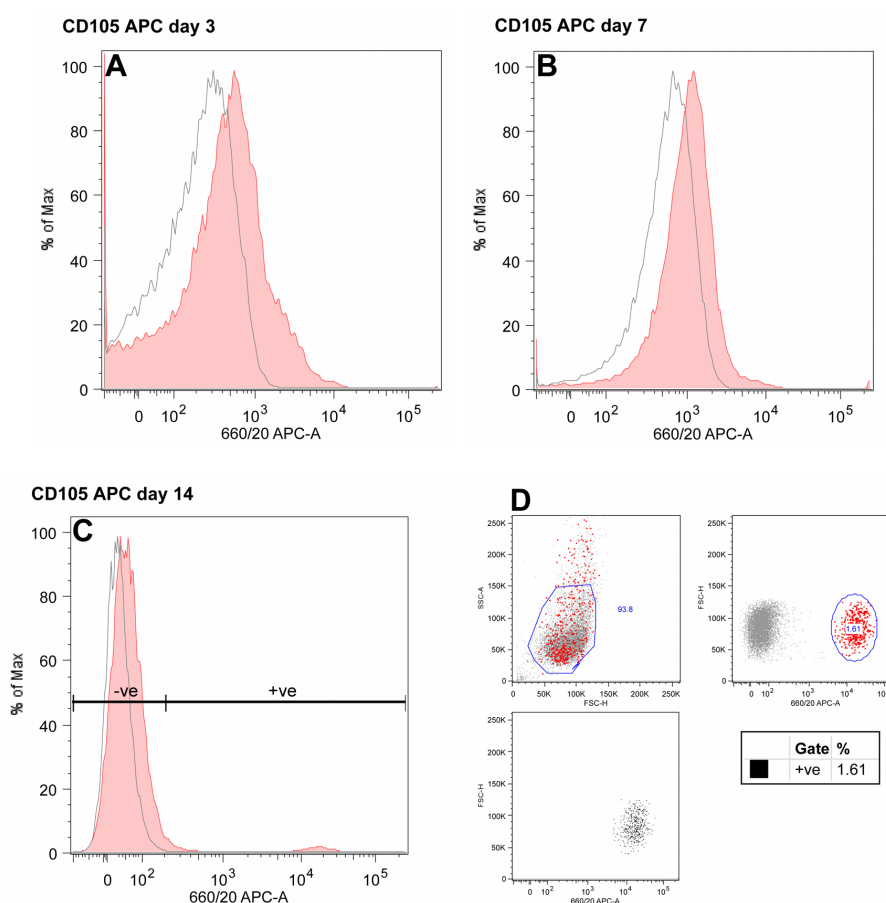 CD105 APC day 3
A
% of Max
100
80
60
40
20
0
0 10² 10³ 10⁴ 10⁵
660/20 APC-A
CD105 APC day 7
B
% of Max
100
80
60
40
20
0
0 10² 10³ 10⁴ 10⁵
660/20 APC-A
CD105 APC day 14
C
% of Max
100
80
60
40
20
0
-ve +ve
0 10² 10³ 10⁴ 10⁵
660/20 APC-A
D
SSC-A
250K
200K
150K
100K
50K
0
93.8
0 50K 100K 150K 200K 250K
FSC-H
FSC-H
250K
200K
150K
100K
50K
0
1.61
0 10² 10³ 10⁴
660/20 APC-A
FSC-H
250K
200K
150K
100K
50K
0
0 10² 10³ 10⁴ 10⁵
660/20 APC-A
Gate %
+ve 1.61